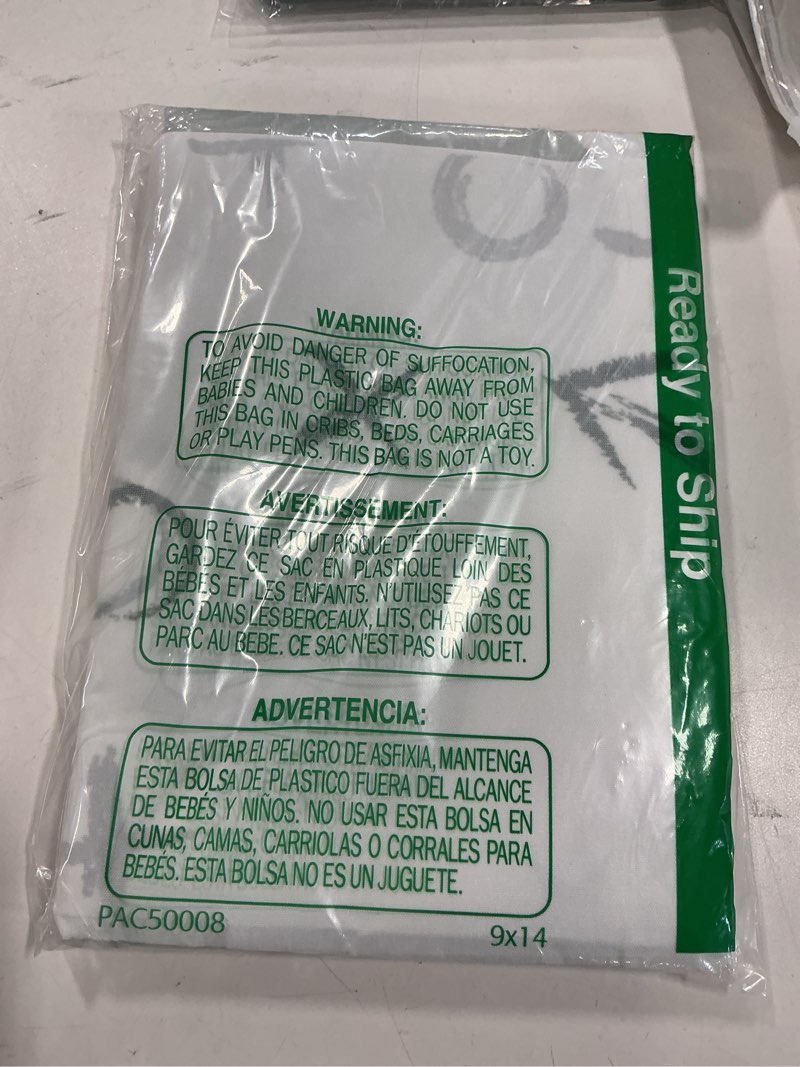 WARNING:
TO AVOID DANGER OF SUFFOCATION,
KEEP THIS PLASTIC BAG AWAY FROM
BABIES AND CHILDREN. DO NOT USE
THIS BAG IN CRIBS, BEDS, CARRIAGES
OR PLAY PENS. THIS BAG IS NOT A TOY.
AVERTISSEMENT:
POUR ÉVITER TOUT RISQUE D'ÉTOUFFEMENT,
GARDEZ CE SAC EN PLASTIQUE LOIN DES
BÉBÉS ET LES ENFANTS. N'UTILISEZ PAS CE
SAC DANS LES BERCEAUX, LITS, CHARIOTS OU
PARC AU BEBE. CE SAC N'EST PAS UN JOUET.
ADVERTENCIA:
PARA EVITAR EL PELIGRO DE ASFIXIA, MANTENGA
ESTA BOLSA DE PLASTICO FUERA DEL ALCANCE
DE BEBÉS Y NIÑOS. NO USAR ESTA BOLSA EN
CUNAS, CAMAS, CARRIOLAS O CORRALES PARA
BEBÉS. ESTA BOLSA NO ES UN JUGUETE.
PAC50008
9x14
Ready to Ship